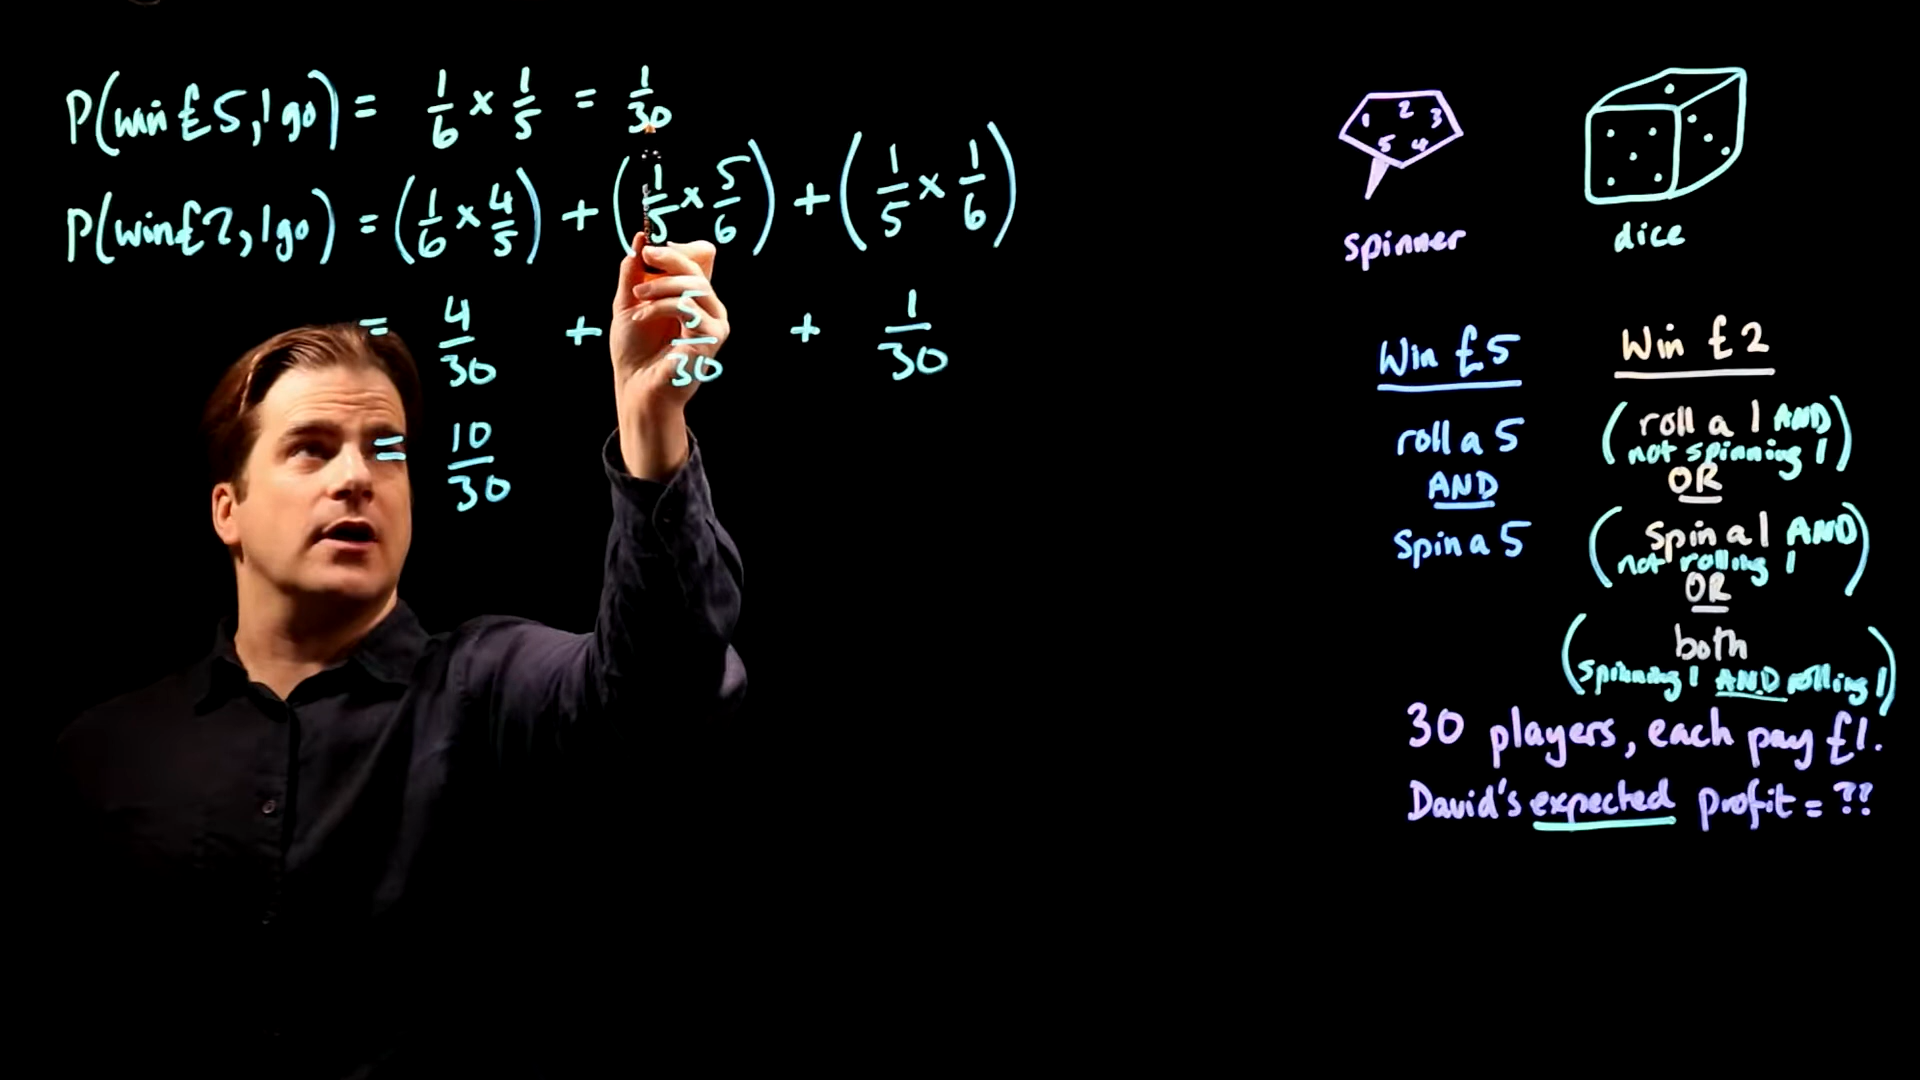 P(win £5, 1 go) = 1/6 × 1/5 = 1/30
P(win £2, 1 go) = (1/6 × 4/5) + (1/5 × 5/6) + (1/5 × 1/6)
= 4/30 + 5/30 + 1/30
= 10/30
1 2 3
5 4
spinner
dice
Win £5
roll a 5
AND
Spin a 5
Win £2
(roll a 1 AND
not spinning 1)
OR
(spin a 1 AND
not rolling 1)
OR
(both
spinning 1 AND rolling 1)
30 players, each pay £1.
David's expected profit = ??